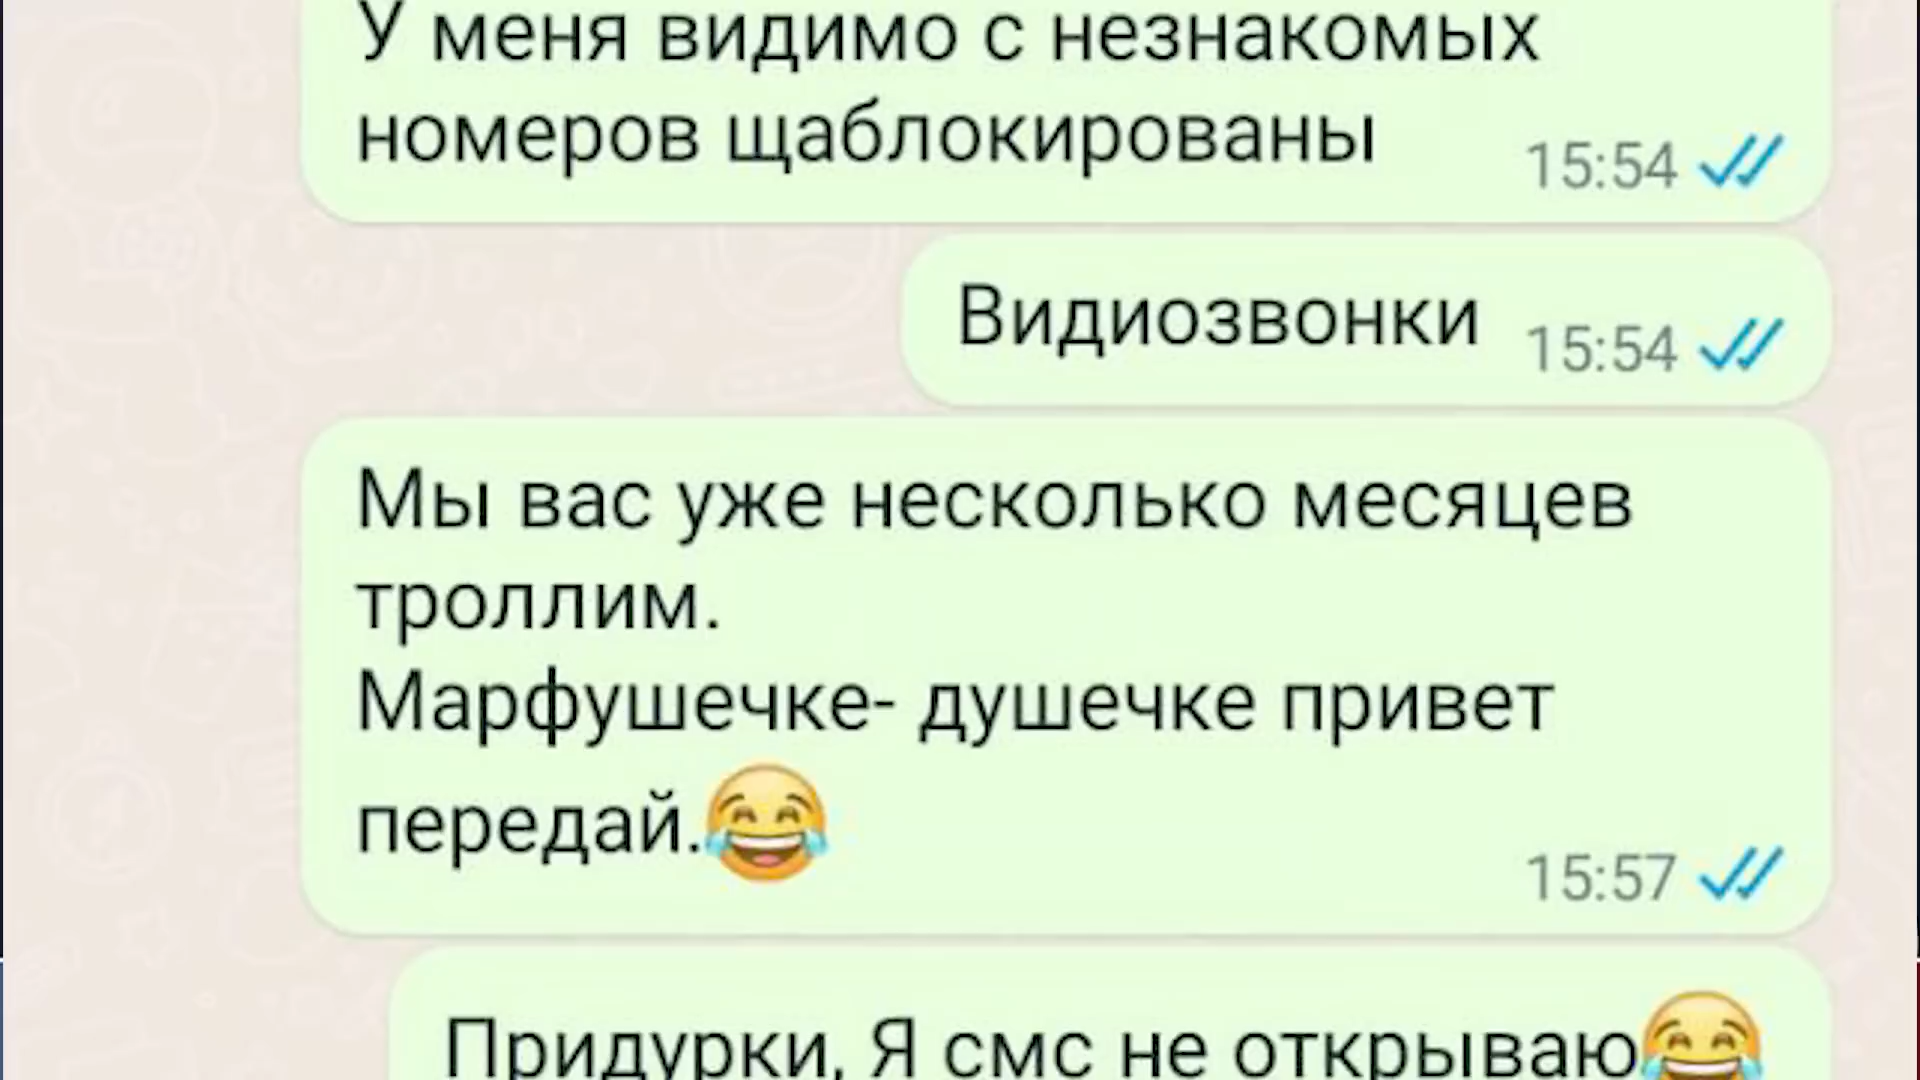 У меня видимо с незнакомых
номеров щаблокированы
15:54
Видиозвонки
15:54
Мы вас уже несколько месяцев
троллим.
Марфушечке- душечке привет
передай.😂
15:57
Придурки, Я смс не открываю😂